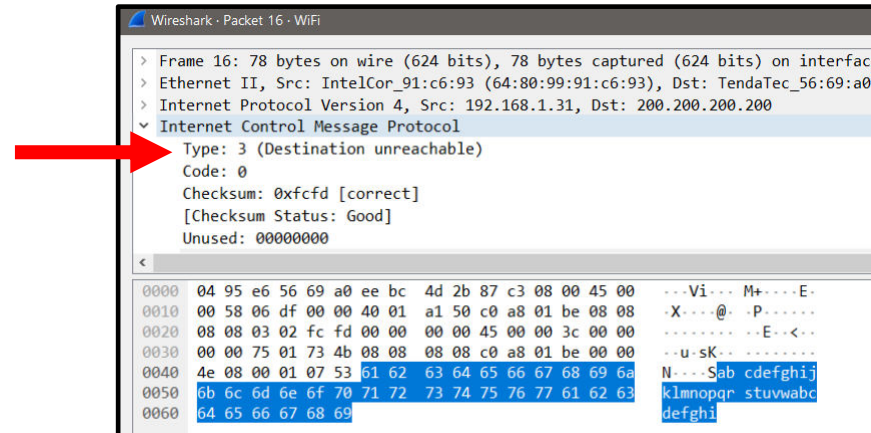 Wireshark · Packet 16 · WiFi
> Frame 16: 78 bytes on wire (624 bits), 78 bytes captured (624 bits) on interfac
> Ethernet II, Src: IntelCor_91:c6:93 (64:80:99:91:c6:93), Dst: TendaTec_56:69:a0
> Internet Protocol Version 4, Src: 192.168.1.31, Dst: 200.200.200.200
Internet Control Message Protocol
Type: 3 (Destination unreachable)
Code: 0
Checksum: 0xfcfd [correct]
[Checksum Status: Good]
Unused: 00000000
0000 04 95 e6 56 69 a0 ee bc 4d 2b 87 c3 08 00 45 00 ···Vi··· M+····E·
0010 00 58 06 df 00 00 40 01 a1 50 c0 a8 01 be 08 08 ·X····@· ·P······
0020 08 08 03 02 fc fd 00 00 00 00 45 00 00 3c 00 00 ········ ··E··<··
0030 00 00 75 01 73 4b 08 08 08 08 c0 a8 01 be 00 00 ··u·sK·· ········
0040 4e 08 00 01 07 53 61 62 63 64 65 66 67 68 69 6a N····Sab cdefghij
0050 6b 6c 6d 6e 6f 70 71 72 73 74 75 76 77 61 62 63 klmnopqr stuvwabc
0060 64 65 66 67 68 69 defghi